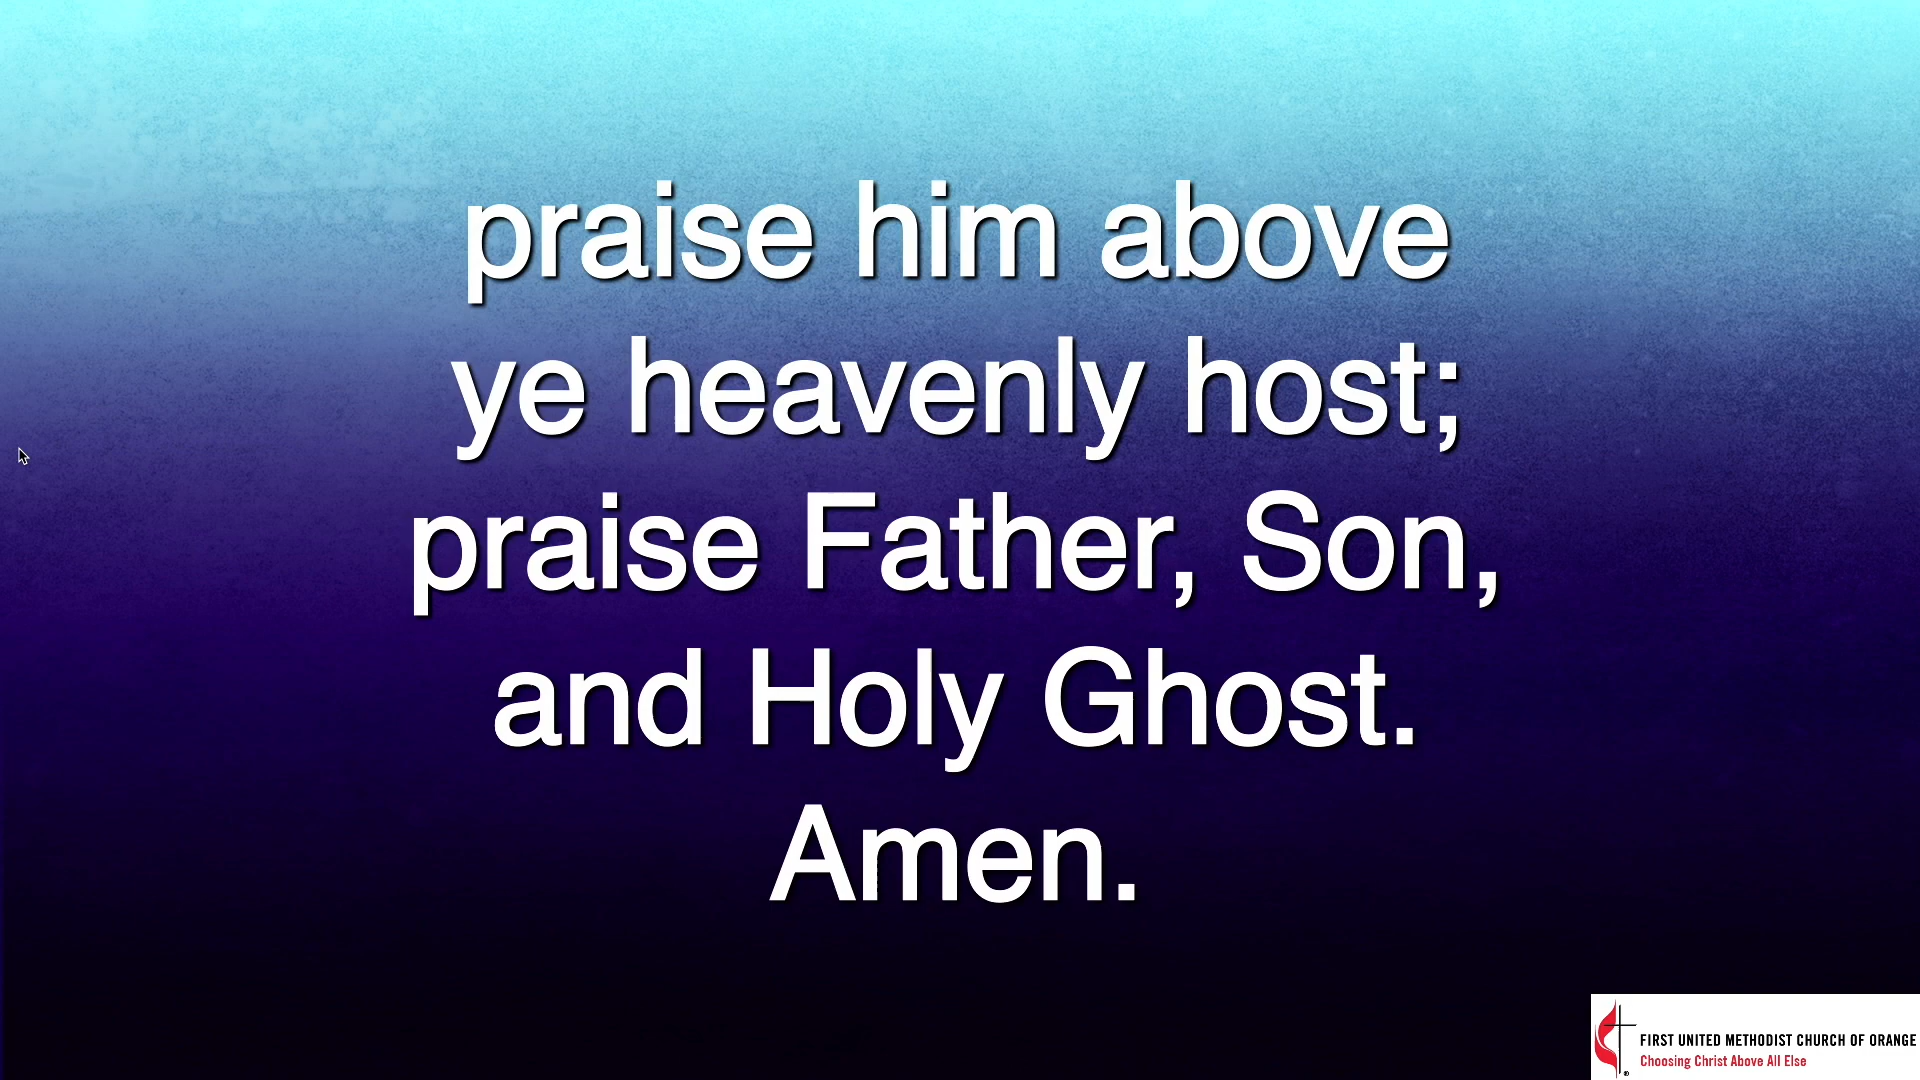 praise him above
ye heavenly host;
praise Father, Son,
and Holy Ghost.
Amen.
FIRST UNITED METHODIST CHURCH OF ORANGE
Choosing Christ Above All Else